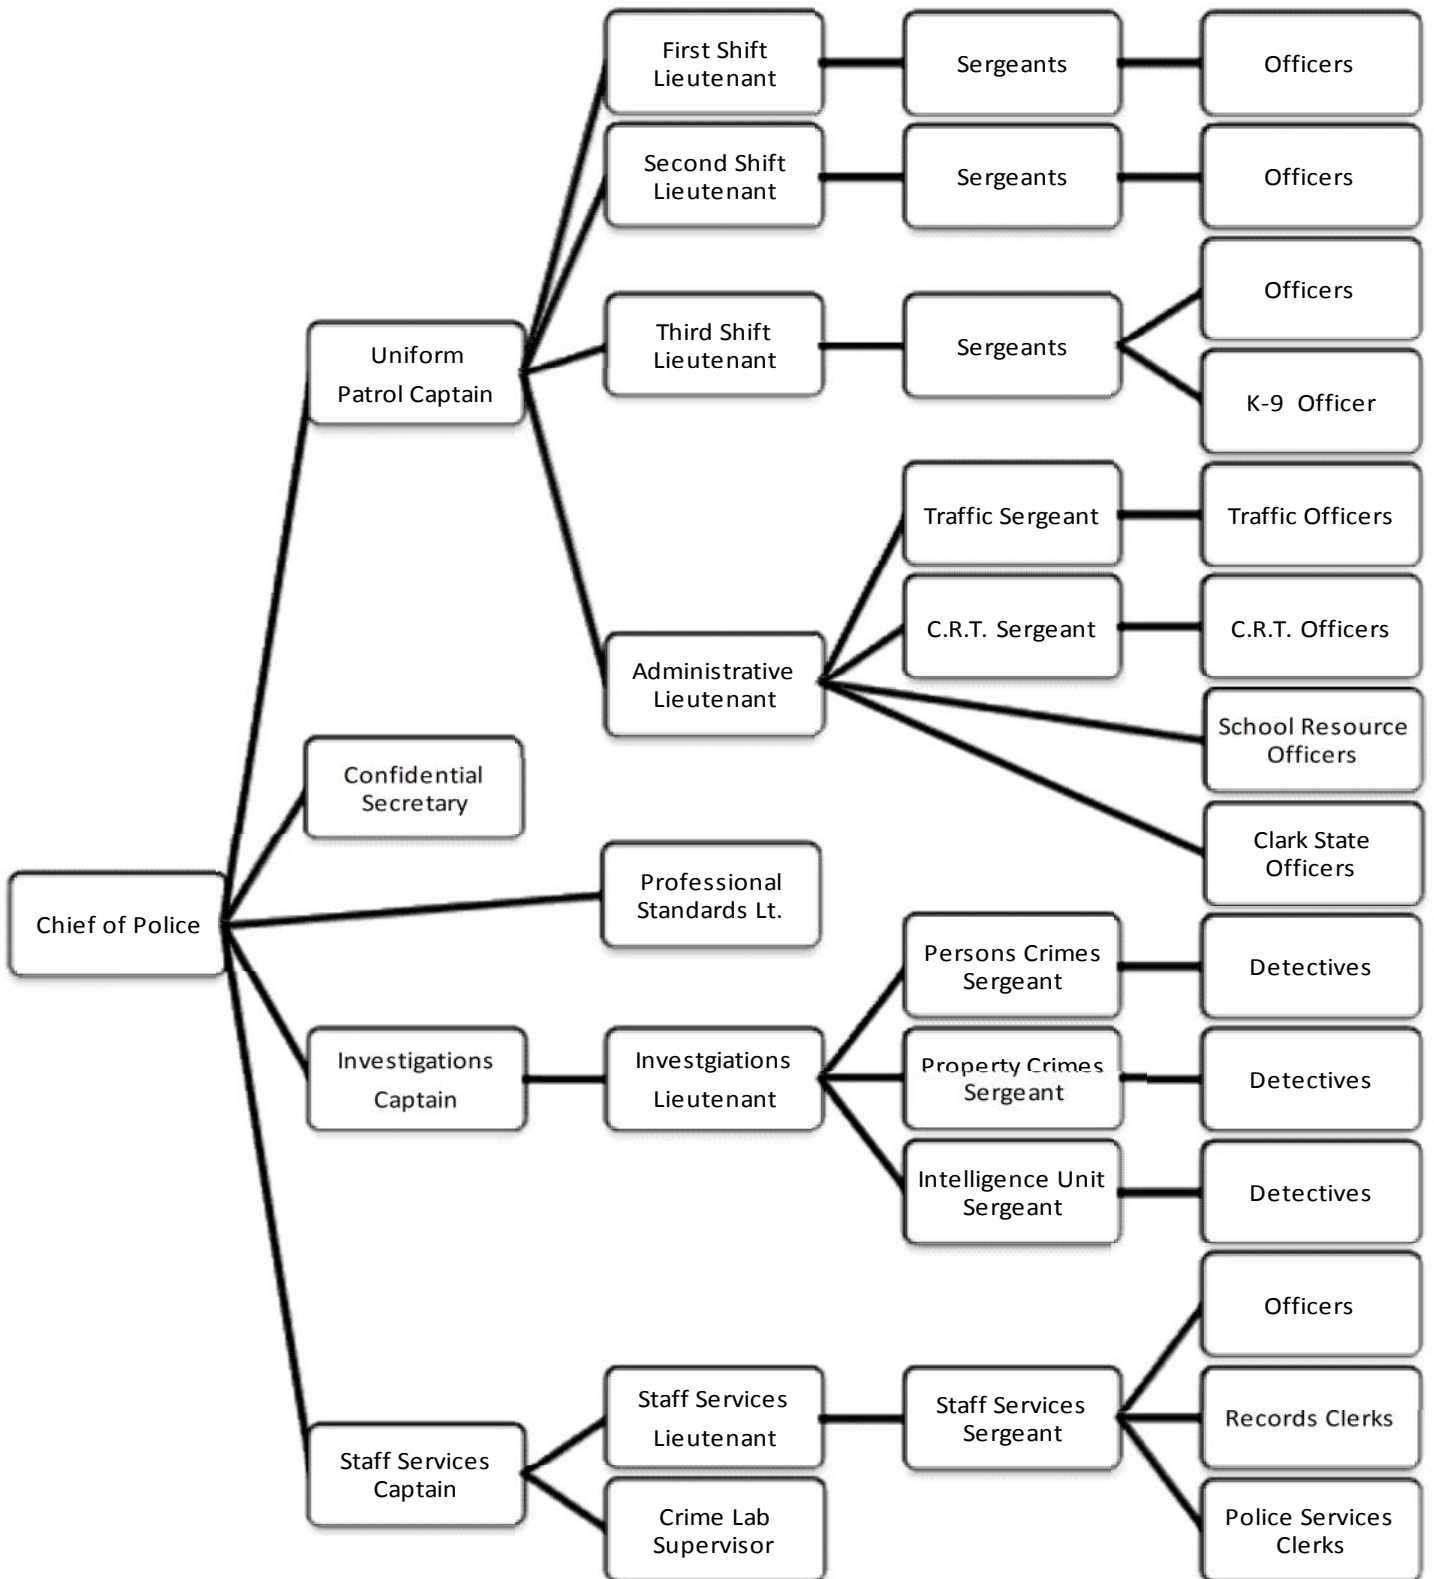 First Shift
Lieutenant
Sergeants
Officers
Second Shift
Lieutenant
Sergeants
Officers
Officers
Third Shift
Lieutenant
Sergeants
Uniform
Patrol Captain
K-9 Officer
Traffic Sergeant
Traffic Officers
C.R.T. Sergeant
C.R.T. Officers
Administrative
Lieutenant
School Resource
Officers
Confidential
Secretary
Clark State
Officers
Professional
Standards Lt.
Chief of Police
Persons Crimes
Sergeant
Detectives
Investigations
Captain
Investgiations
Lieutenant
Property Crimes
Sergeant
Detectives
Intelligence Unit
Sergeant
Detectives
Officers
Staff Services
Lieutenant
Staff Services
Sergeant
Records Clerks
Staff Services
Captain
Crime Lab
Supervisor
Police Services
Clerks